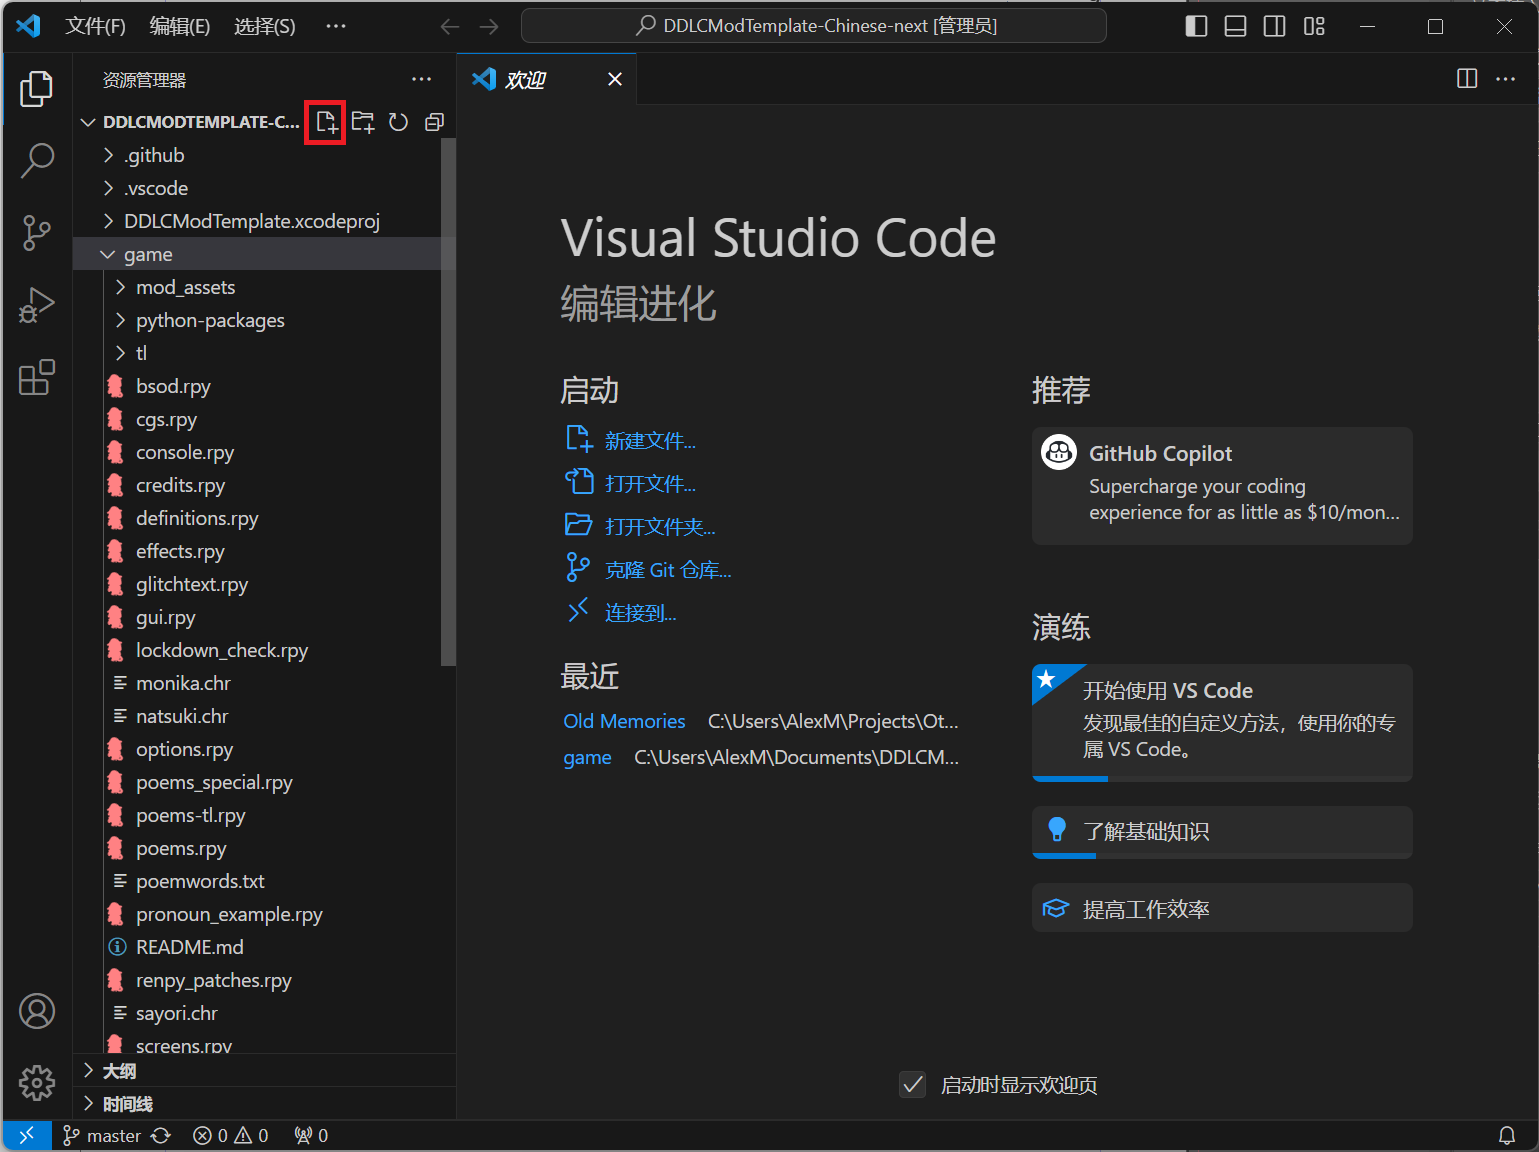 文件(F) 编辑(E) 选择(S) ···
DDLCModTemplate-Chinese-next [管理员]
资源管理器
欢迎
DDLCMODTEMPLATE-C...
.github
.vscode
DDLCModTemplate.xcodeproj
game
mod_assets
python-packages
tl
bsod.rpy
cgs.rpy
console.rpy
credits.rpy
definitions.rpy
effects.rpy
glitchtext.rpy
gui.rpy
lockdown_check.rpy
monika.chr
natsuki.chr
options.rpy
poems_special.rpy
poems-tl.rpy
poems.rpy
poemwords.txt
pronoun_example.rpy
README.md
renpy_patches.rpy
sayori.chr
screens.rpy
大纲
时间线
Visual Studio Code
编辑进化
启动
新建文件...
打开文件...
打开文件夹...
克隆 Git 仓库...
连接到...
最近
Old Memories C:\Users\AlexM\Projects\Ot...
game C:\Users\AlexM\Documents\DDLCM...
推荐
GitHub Copilot
Supercharge your coding
experience for as little as $10/mon...
演练
开始使用 VS Code
发现最佳的自定义方法，使用你的专
属 VS Code。
了解基础知识
提高工作效率
启动时显示欢迎页
master 0 0 0